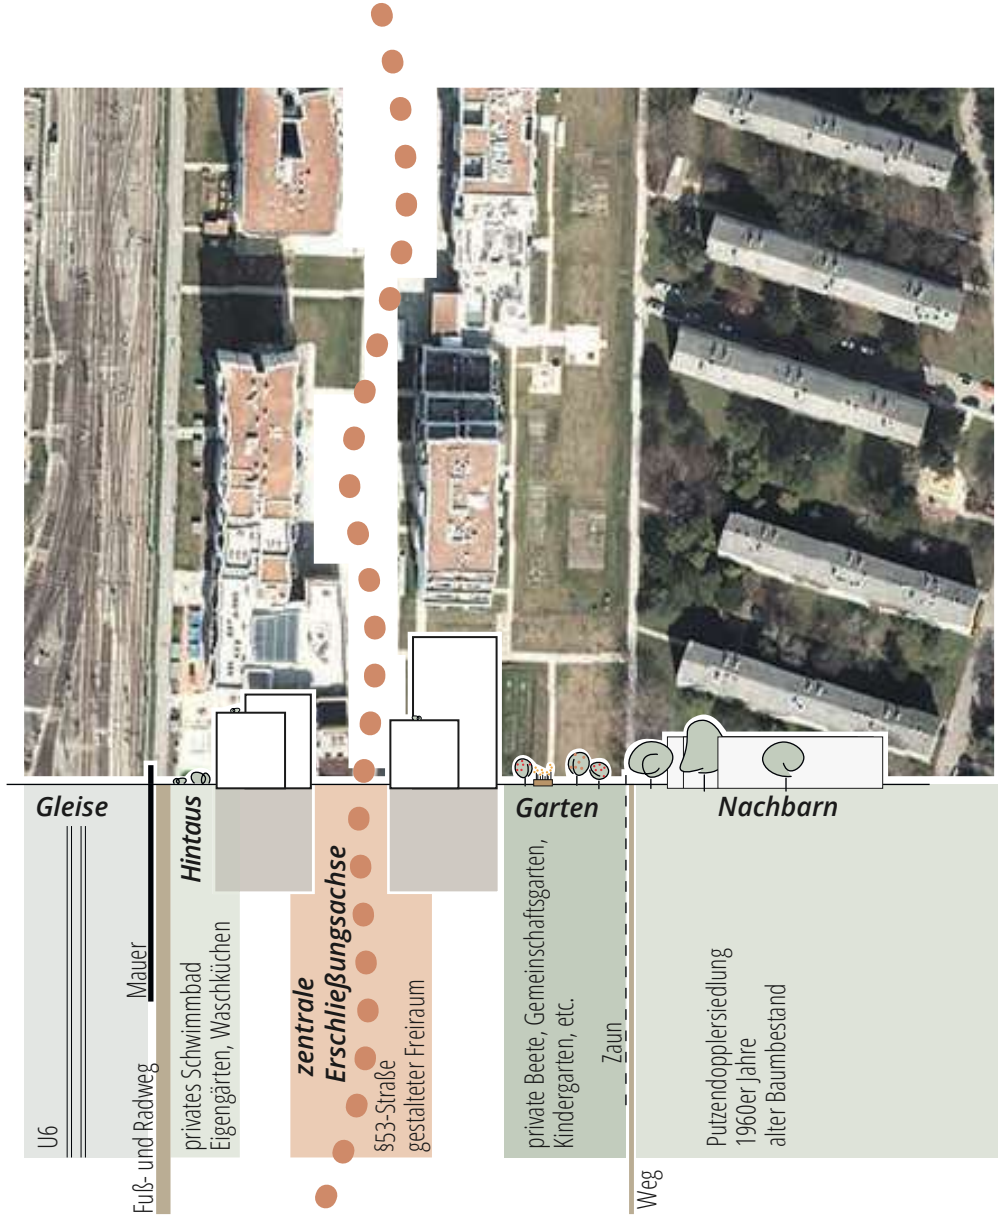 Gleise
U6
Mauer
Fuß- und Radweg
Hintaus
privates Schwimmbad
Eigengärten, Waschküchen
zentrale
Erschließungsachse
§53-Straße
gestalteter Freiraum
Garten
private Beete, Gemeinschaftsgarten,
Kindergarten, etc.
Zaun
Weg
Nachbarn
Putzendopplersiedlung
1960er Jahre
alter Baumbestand